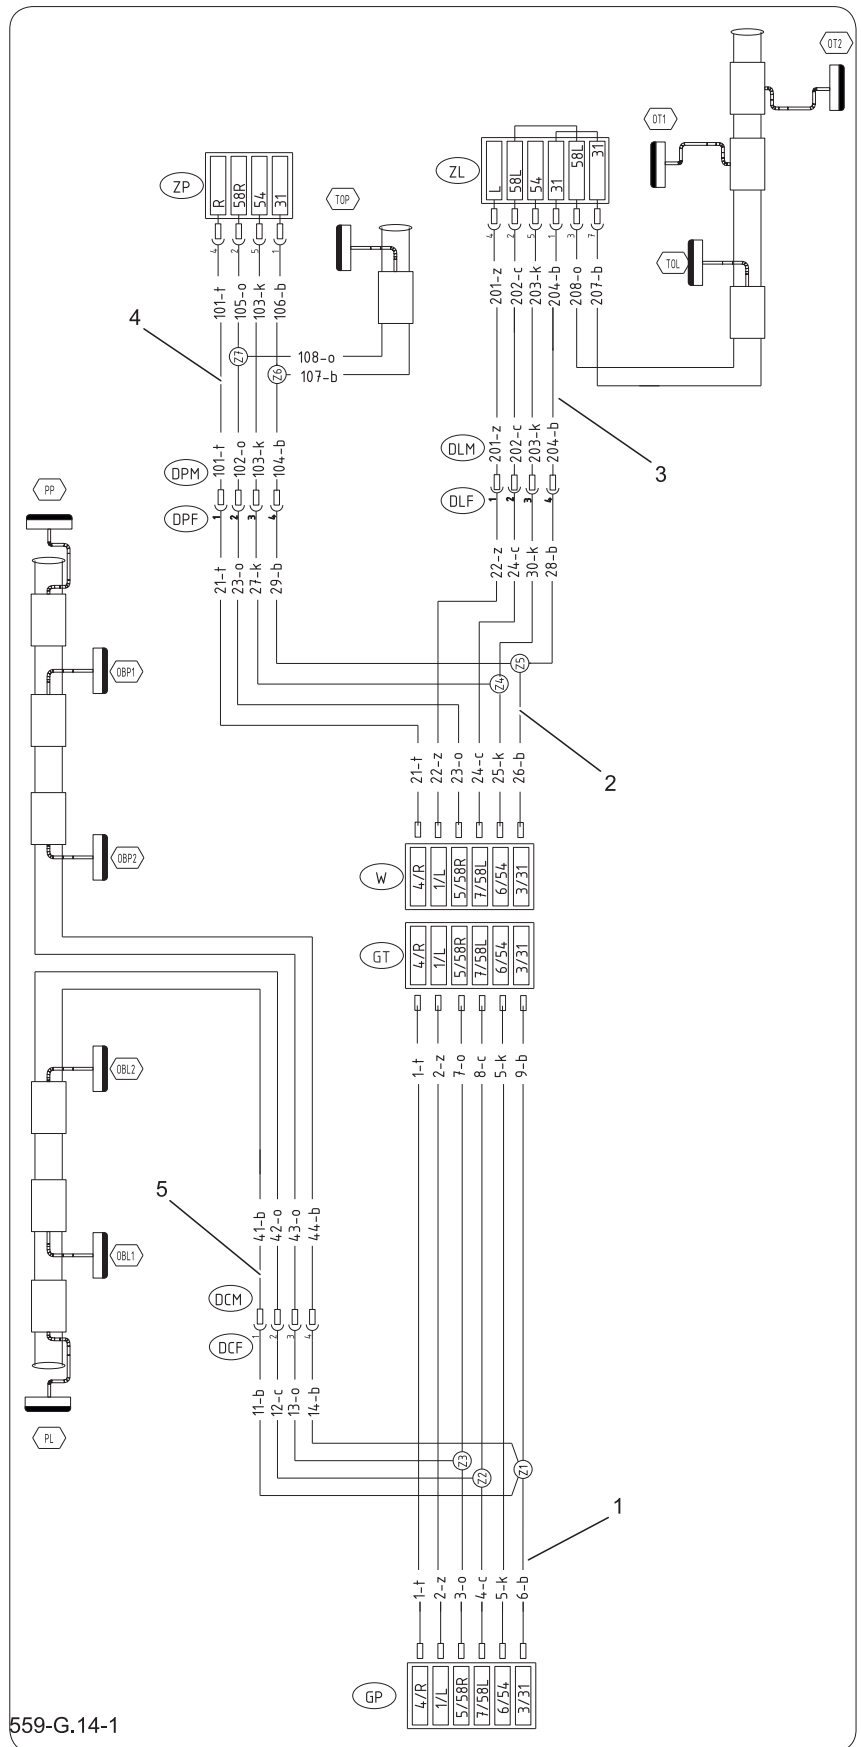 OT2
OT1
ZP
R
58R
54
31
TOP
ZL
L
58L
54
31
58L
31
TOL
4
2
5
1
4
2
5
1
3
7
101-t
105-o
103-k
106-b
201-z
202-c
203-k
204-b
208-o
207-b
4
Z7
108-o
Z6
107-b
101-t
102-o
103-k
104-b
DLM
201-z
202-c
203-k
204-b
3
DPM
PP
DPF
1
2
3
4
DLF
1
2
3
4
21-t
23-o
27-k
29-b
22-z
24-c
30-k
28-b
OBP1
Z5
Z4
2
21-t
22-z
23-o
24-c
25-k
26-b
OBP2
W
4/R
1/L
5/58R
7/58L
6/54
3/31
GT
4/R
1/L
5/58R
7/58L
6/54
3/31
OBL2
1-t
2-z
7-o
8-c
5-k
9-b
5
41-b
42-o
43-o
44-b
OBL1
DCM
DCF
1
2
3
4
11-b
12-c
13-o
14-b
PL
Z3
Z2
Z1
1
1-t
2-z
3-o
4-c
5-k
6-b
GP
4/R
1/L
5/58R
7/58L
6/54
3/31
559-G.14-1